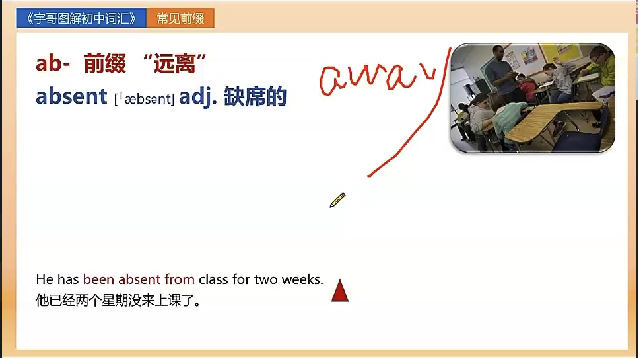 《宇哥图解初中词汇》 常见前缀
ab- 前缀 “远离”
away
absent [ˈæbsənt] adj. 缺席的
He has been absent from class for two weeks.
他已经两个星期没来上课了。